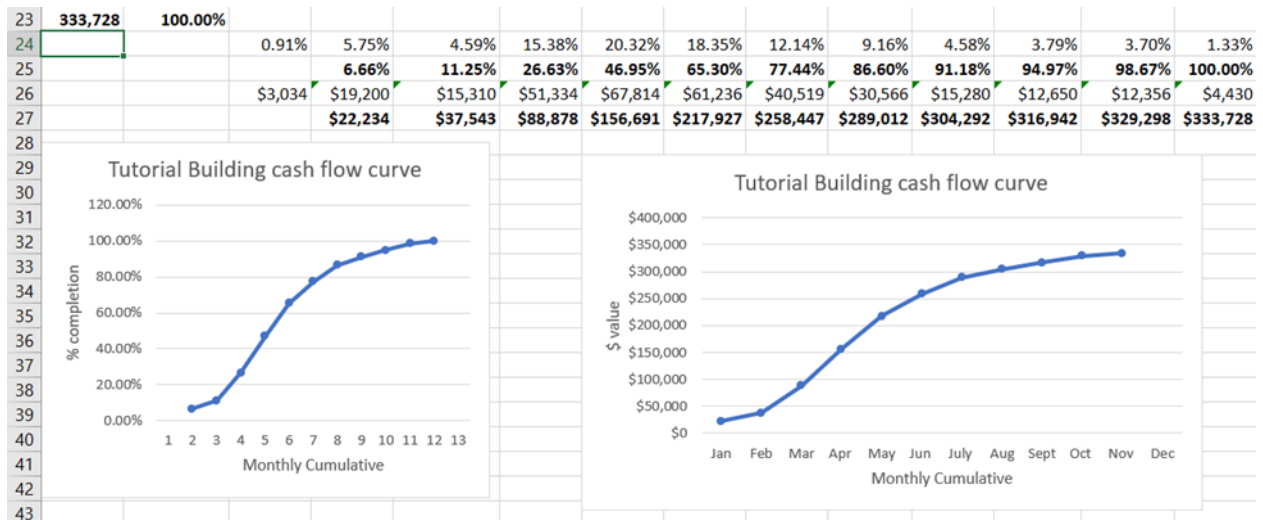 23 333,728 100.00%
24 0.91% 5.75% 4.59% 15.38% 20.32% 18.35% 12.14% 9.16% 4.58% 3.79% 3.70% 1.33%
25 6.66% 11.25% 26.63% 46.95% 65.30% 77.44% 86.60% 91.18% 94.97% 98.67% 100.00%
26 $3,034 $19,200 $15,310 $51,334 $67,814 $61,236 $40,519 $30,566 $15,280 $12,650 $12,356 $4,430
27 $22,234 $37,543 $88,878 $156,691 $217,927 $258,447 $289,012 $304,292 $316,942 $329,298 $333,728
28
29
30
31
32
33
34
35
36
37
38
39
40
41
42
43
Tutorial Building cash flow curve
120.00%
100.00%
80.00%
60.00%
40.00%
20.00%
0.00%
% completion
1 2 3 4 5 6 7 8 9 10 11 12 13
Monthly Cumulative
Tutorial Building cash flow curve
$400,000
$350,000
$300,000
$250,000
$200,000
$150,000
$100,000
$50,000
$0
$ value
Jan Feb Mar Apr May Jun July Aug Sept Oct Nov Dec
Monthly Cumulative